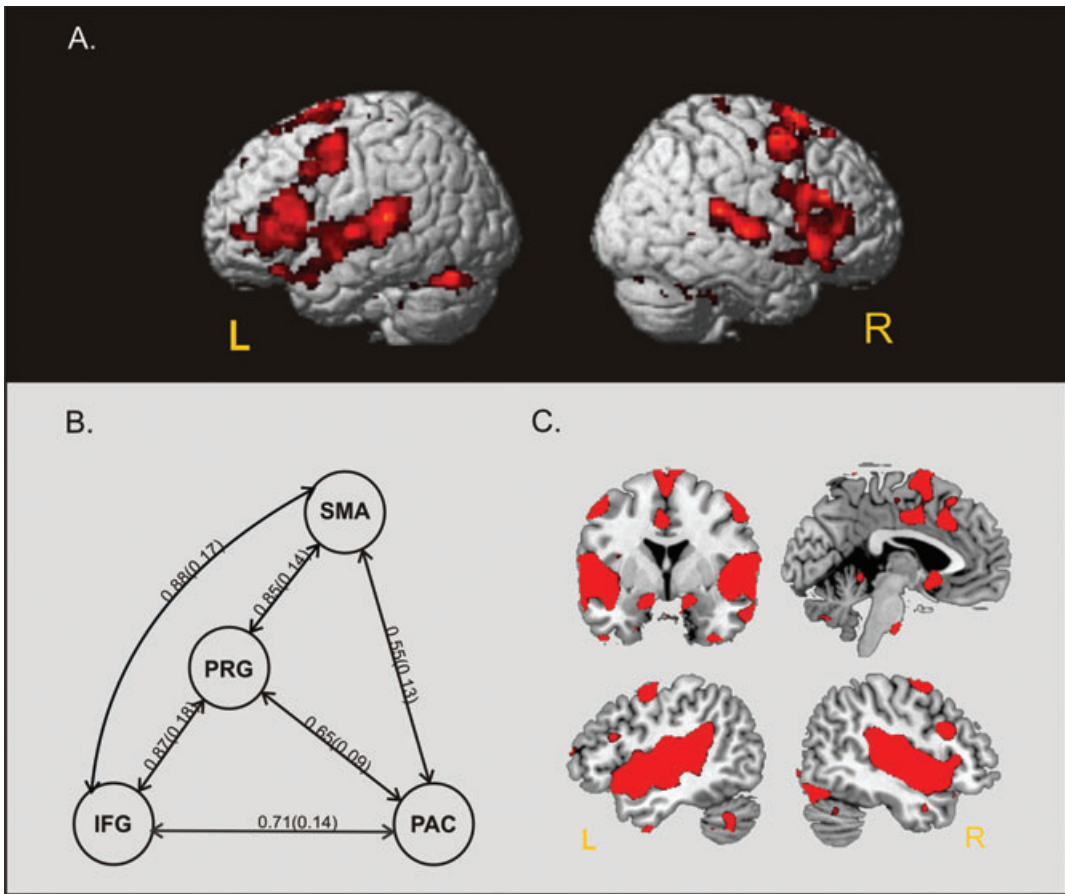 A.
L
R
B.
C.
SMA
0.88(0.17)
0.85(0.14)
0.55(0.13)
PRG
0.87(0.18)
0.65(0.09)
IFG
0.71(0.14)
PAC
L
R